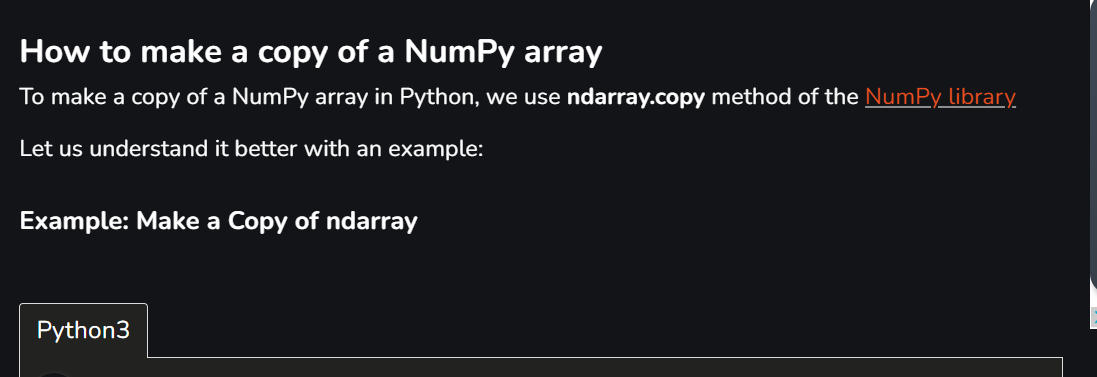 How to make a copy of a NumPy array
To make a copy of a NumPy array in Python, we use ndarray.copy method of the NumPy library
Let us understand it better with an example:
Example: Make a Copy of ndarray
Python3